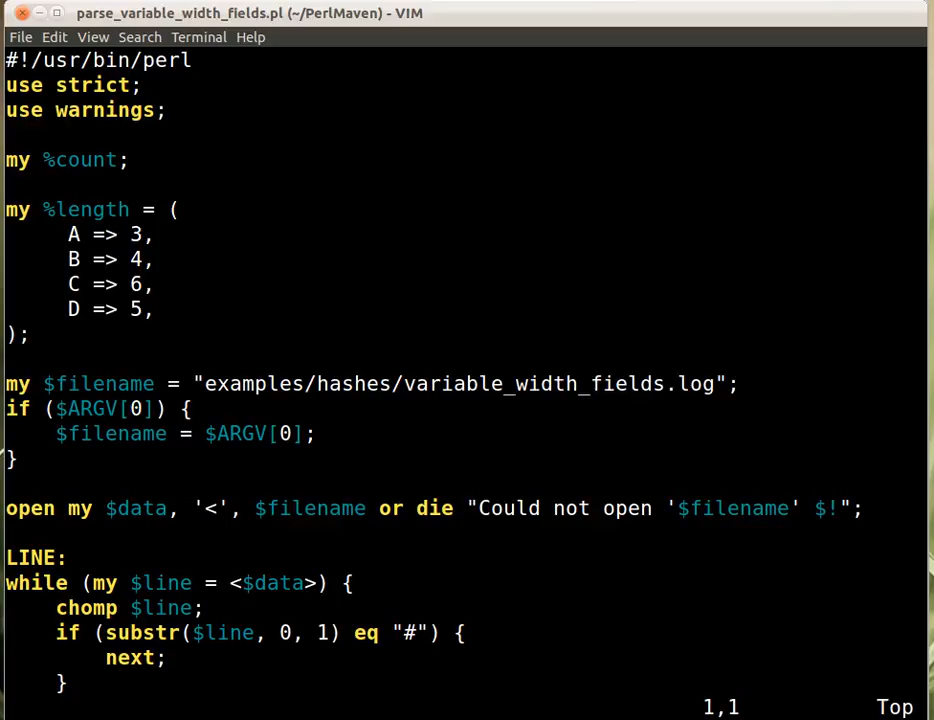 parse_variable_width_fields.pl (~/PerlMaven) - VIM
File Edit View Search Terminal Help
#!/usr/bin/perl
use strict;
use warnings;
my %count;
my %length = (
     A => 3,
     B => 4,
     C => 6,
     D => 5,
);
my $filename = "examples/hashes/variable_width_fields.log";
if ($ARGV[0]) {
    $filename = $ARGV[0];
}
open my $data, '<', $filename or die "Could not open '$filename' $!";
LINE:
while (my $line = <$data>) {
    chomp $line;
    if (substr($line, 0, 1) eq "#") {
        next;
    }
1,1 Top